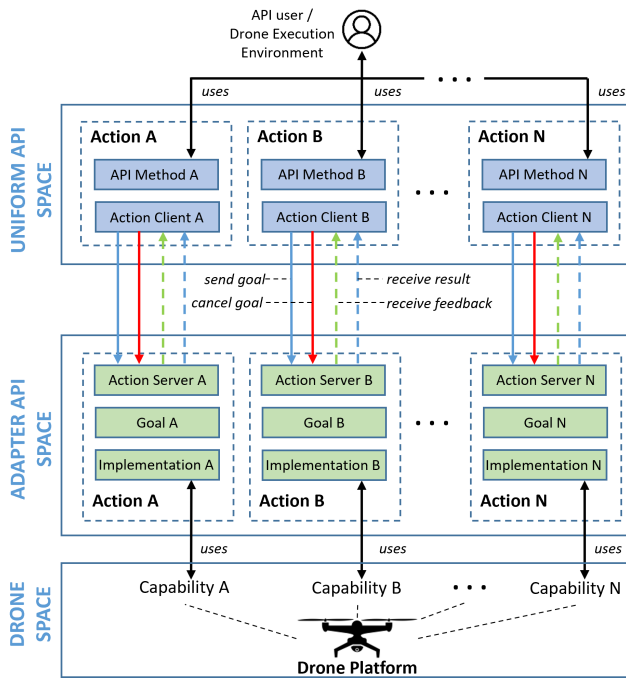 API user /
Drone Execution
Environment
uses
uses
uses
UNIFORM API
SPACE
Action A
Action B
Action N
API Method A
API Method B
API Method N
Action Client A
Action Client B
Action Client N
send goal
receive result
cancel goal
receive feedback
ADAPTER API
SPACE
Action Server A
Action Server B
Action Server N
Goal A
Goal B
Goal N
Implementation A
Implementation B
Implementation N
Action A
Action B
Action N
uses
uses
uses
DRONE
SPACE
Capability A
Capability B
Capability N
Drone Platform